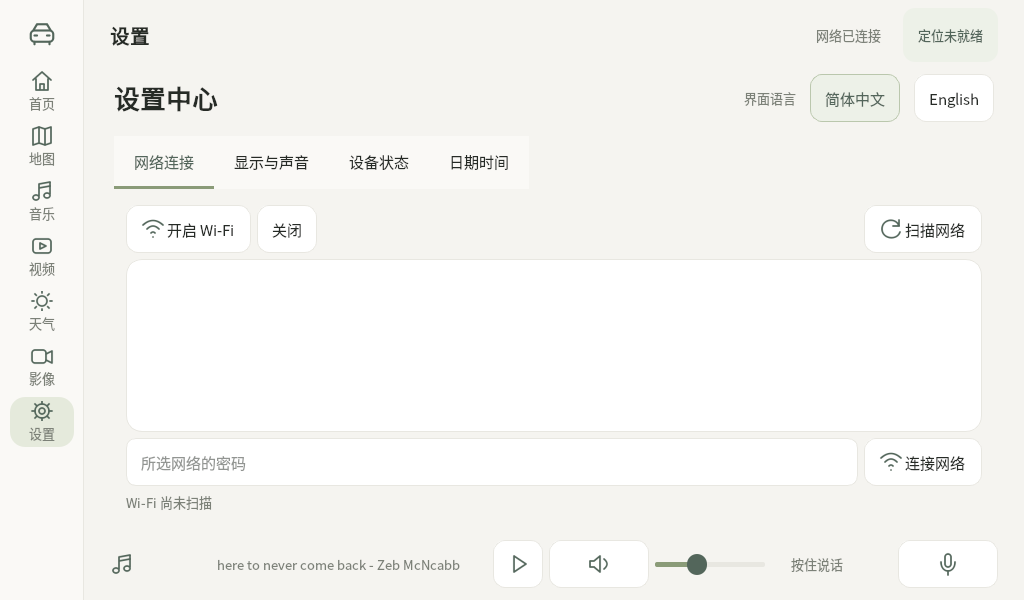 设置
网络已连接
定位未就绪
首页
地图
音乐
视频
天气
影像
设置
设置中心
界面语言
简体中文
English
网络连接
显示与声音
设备状态
日期时间
开启 Wi-Fi
关闭
扫描网络
所选网络的密码
连接网络
Wi-Fi 尚未扫描
here to never come back - Zeb McNcabb
按住说话